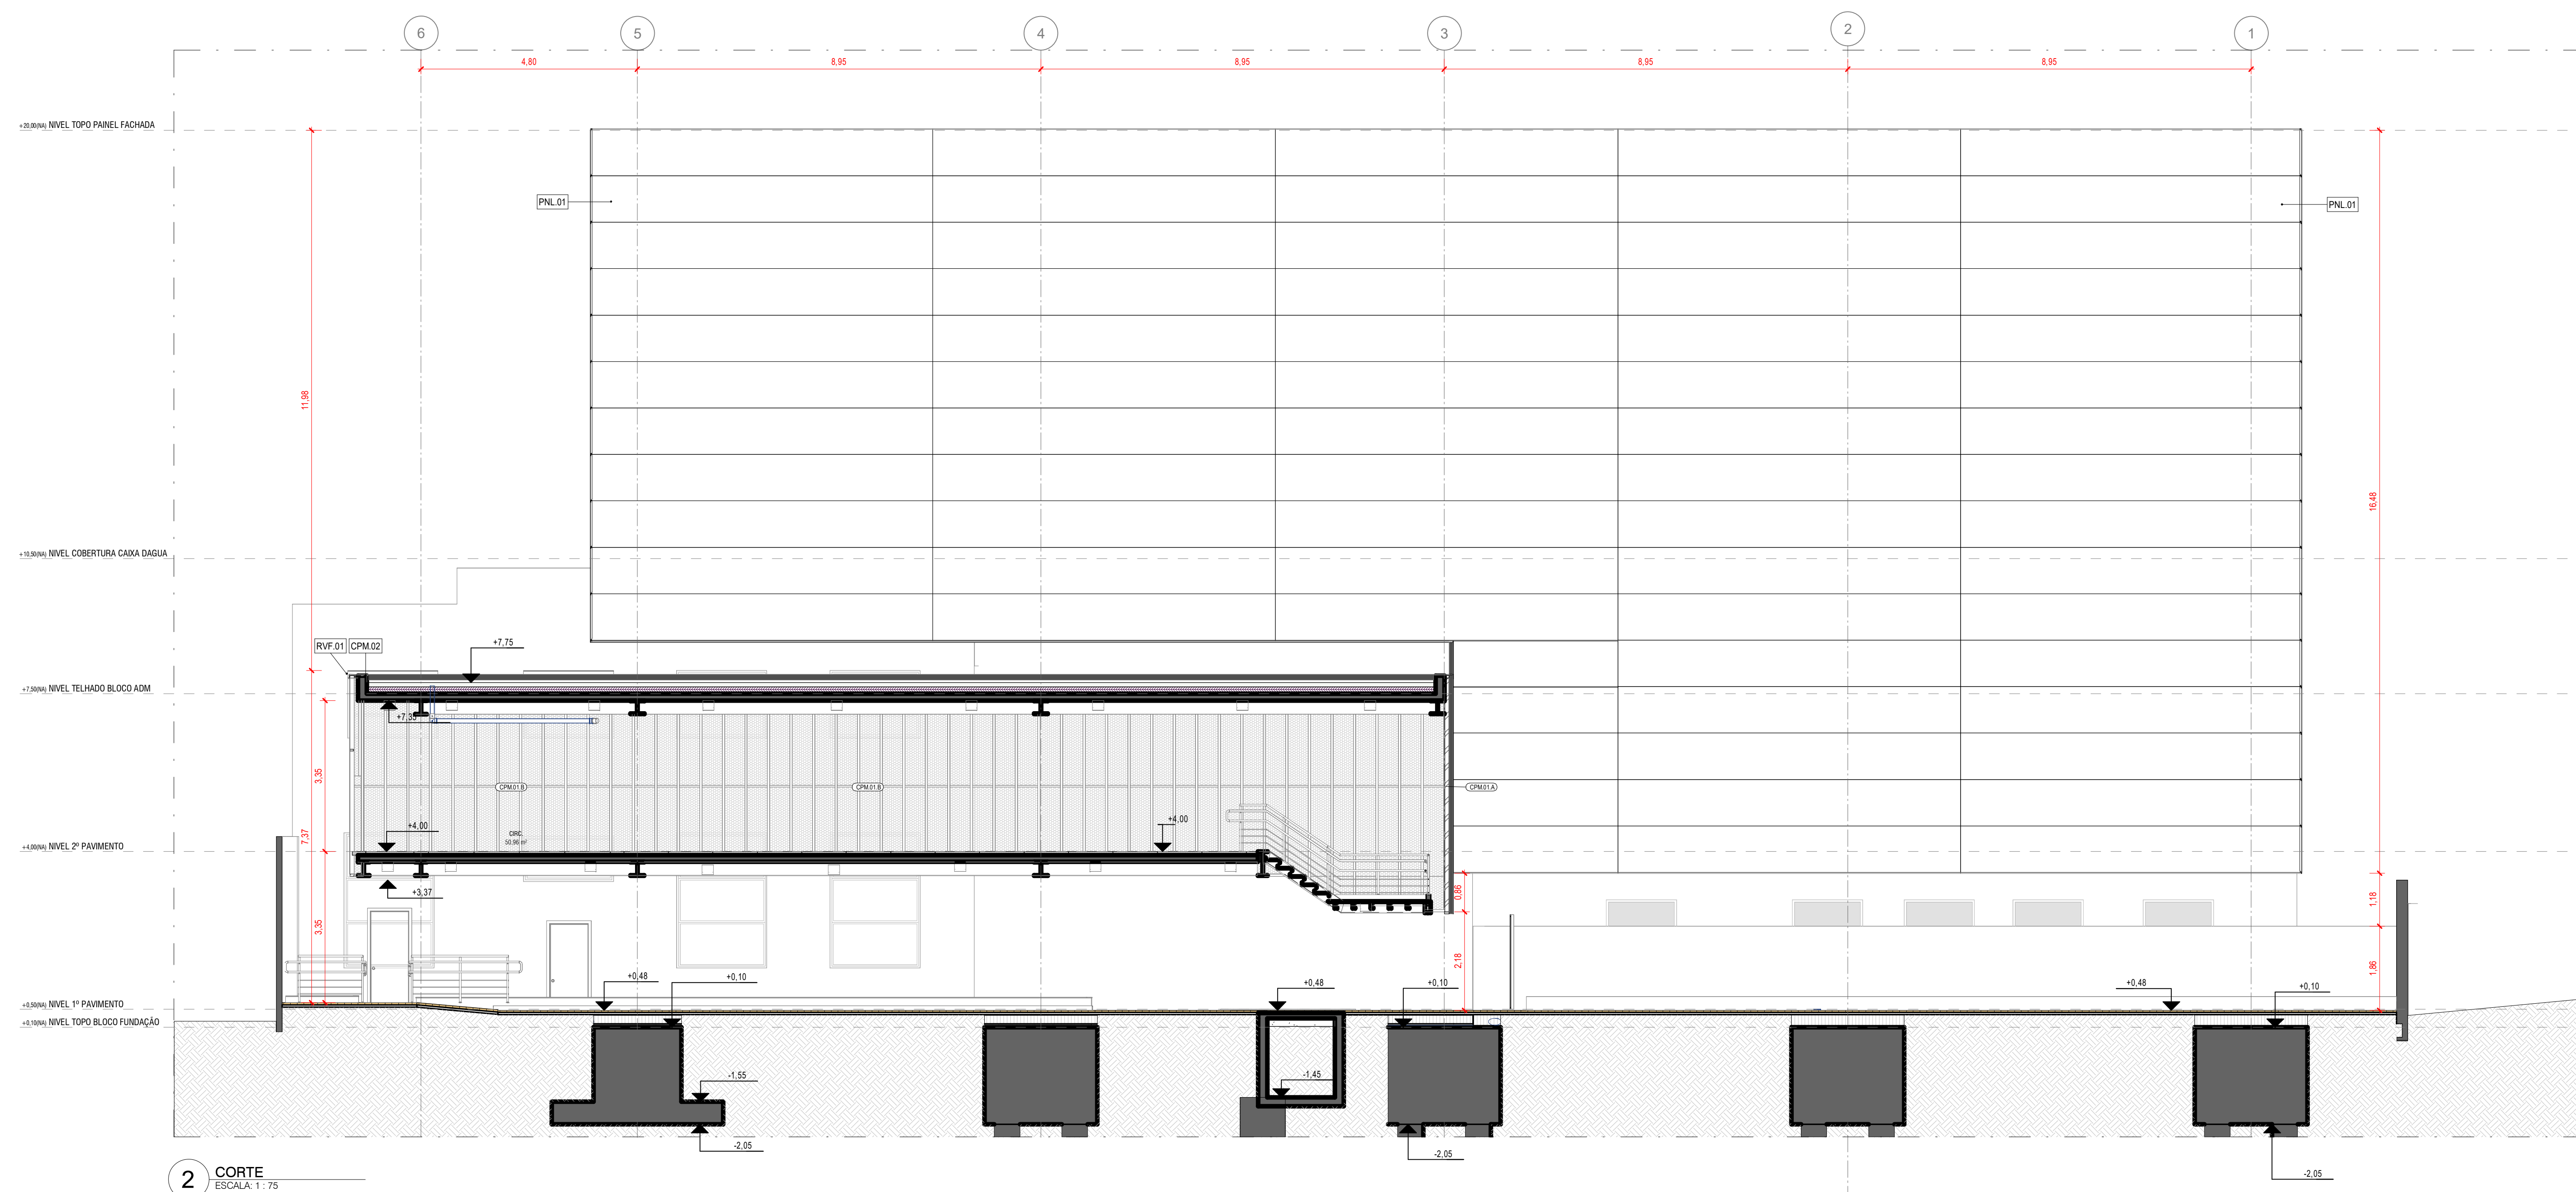 6
5
4
3
2
1
4,80
8,95
8,95
8,95
8,95
+20,00(NA) NIVEL TOPO PAINEL FACHADA
PNL.01
PNL.01
11,98
16,48
+10,50(NA) NIVEL COBERTURA CAIXA DAGUA
RVF.01
CPM.02
+7,75
+7,50(NA) NIVEL TELHADO BLOCO ADM
+7,35
3,35
CPM.01.B
CPM.01.B
CPM.01.A
7,37
+4,00
CIRC.
50,96 m²
+4,00
+4,00(NA) NIVEL 2º PAVIMENTO
+3,37
0,86
1,18
3,35
2,18
1,86
+0,48
+0,10
+0,48
+0,10
+0,48
+0,10
+0,50(NA) NIVEL 1º PAVIMENTO
+0,10(NA) NIVEL TOPO BLOCO FUNDAÇÃO
-1,55
-1,45
-2,05
-2,05
-2,05
2
CORTE
ESCALA: 1 : 75